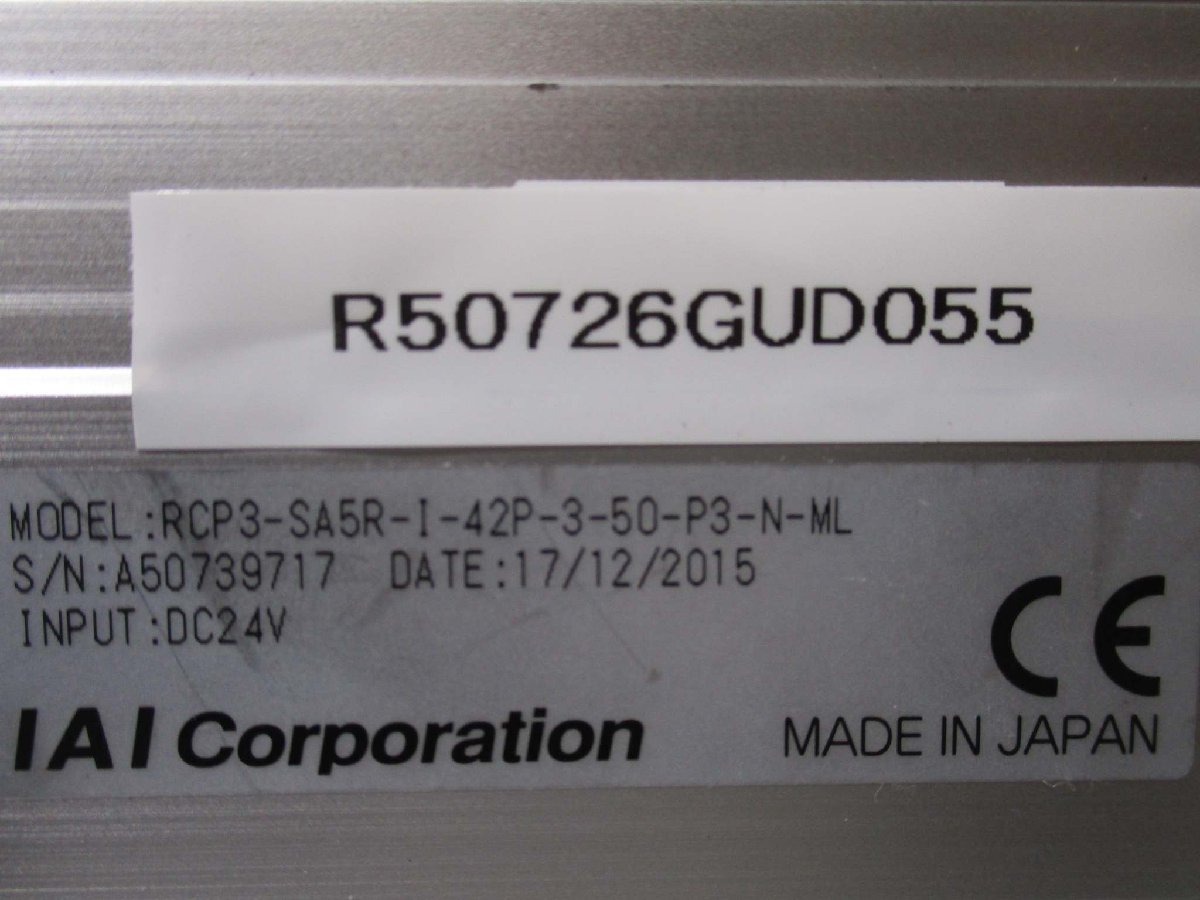 R50726GUD055
MODEL:RCP3-SA5R-I-42P-3-50-P3-N-ML
S/N:A50739717 DATE:17/12/2015
INPUT:DC24V
CE
IAI Corporation MADE IN JAPAN